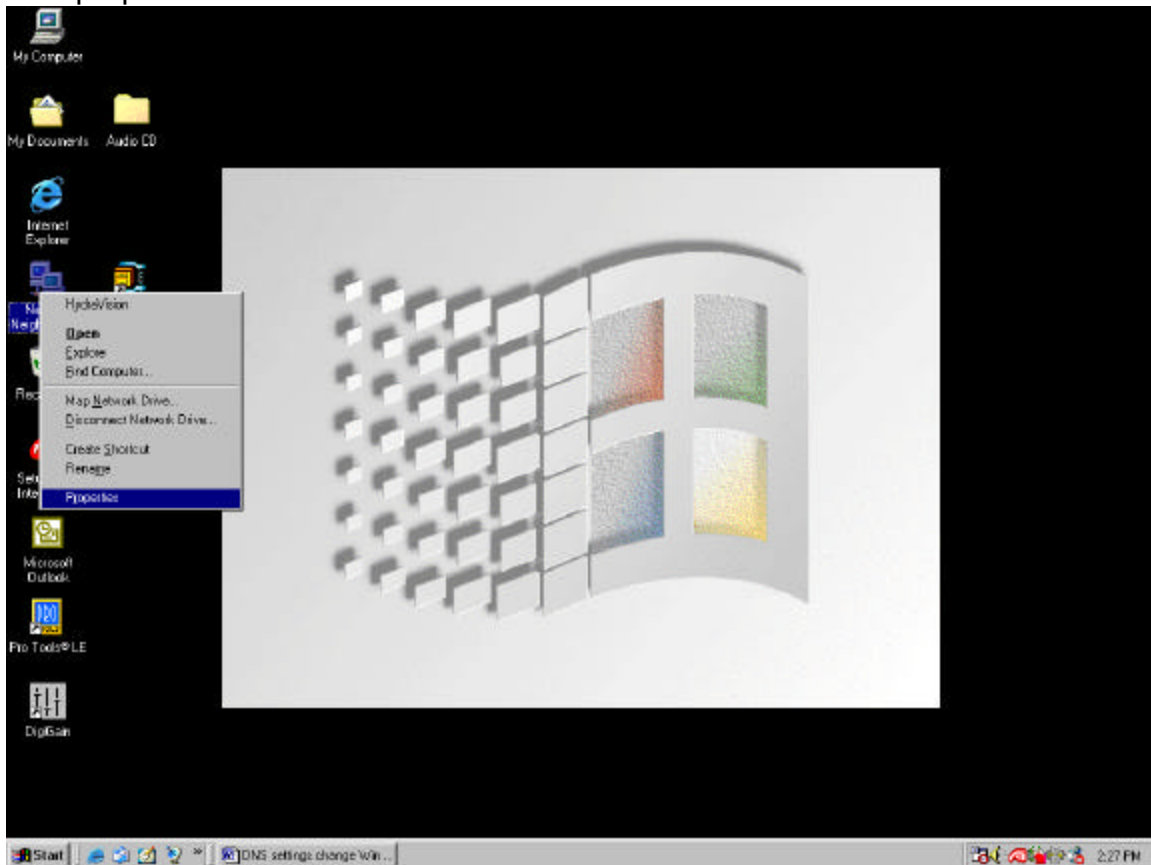 My Computer
My Documents
Audio CD
Internet
Explorer
HydraVision
Open
Explore
Find Computer...
Map Network Drive...
Disconnect Network Drive...
Create Shortcut
Rename
Properties
Microsoft
Outlook
Pro Tools® LE
DigiGain
Start
DNS settings change Win...
2:27 PM